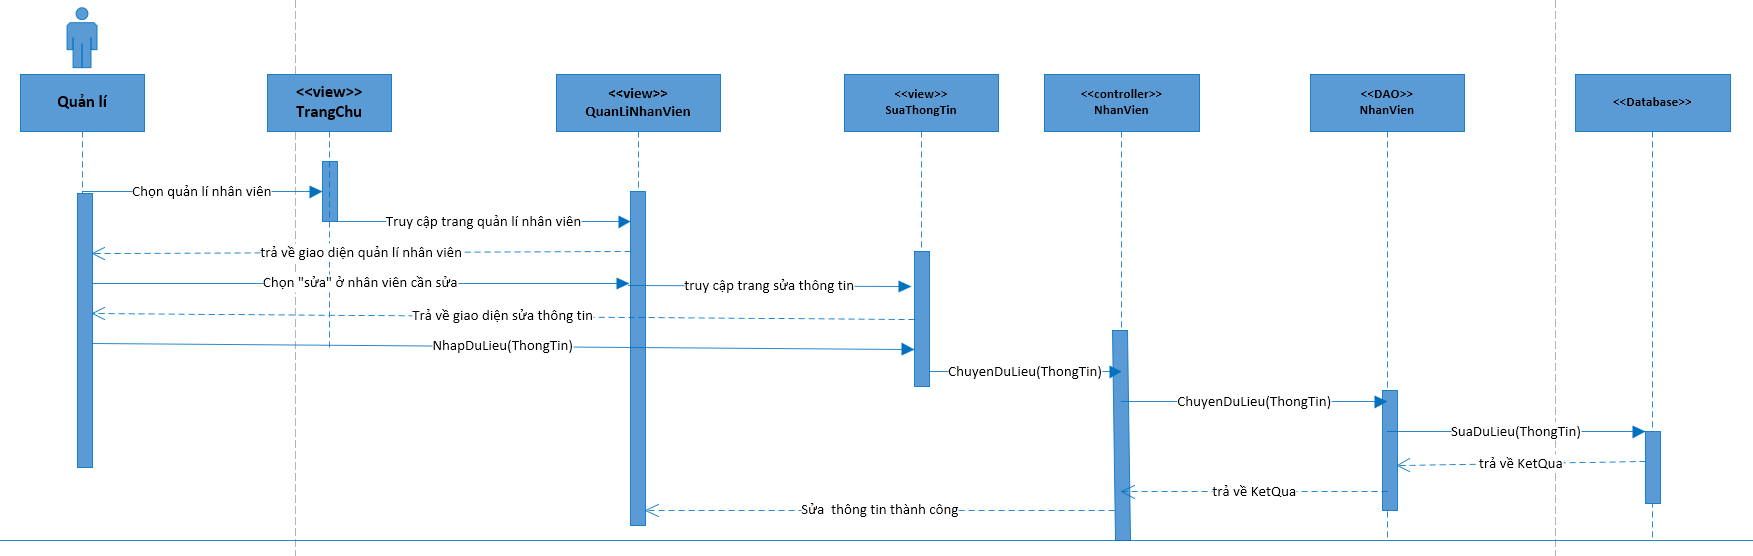 Quản lí
<<view>>
TrangChu
<<view>>
QuanLiNhanVien
<<view>>
SuaThongTin
<<controller>>
NhanVien
<<DAO>>
NhanVien
<<Database>>
Chọn quản lí nhân viên
Truy cập trang quản lí nhân viên
trả về giao diện quản lí nhân viên
Chọn "sửa" ở nhân viên cần sửa
truy cập trang sửa thông tin
Trả về giao diện sửa thông tin
NhapDuLieu(ThongTin)
ChuyenDuLieu(ThongTin)
ChuyenDuLieu(ThongTin)
SuaDuLieu(ThongTin)
trả về KetQua
trả về KetQua
Sửa  thông tin thành công